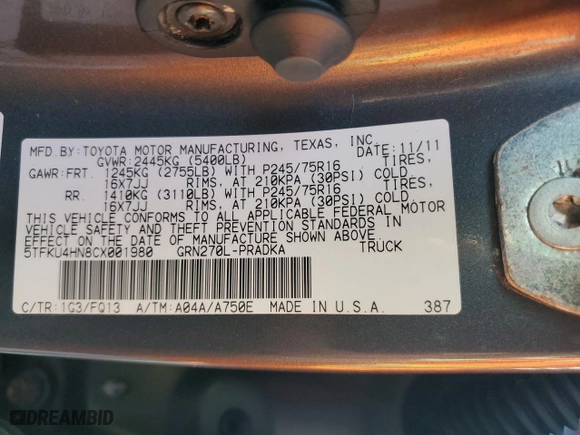 MFD.BY:TOYOTA MOTOR MANUFACTURING, TEXAS, INC.
GVWR:2445KG (5400LB) DATE:11/11
GAWR:FRT. 1245KG (2755LB) WITH P245/75R16 TIRES,
16X7JJ RIMS, AT 210KPA (30PSI) COLD.
RR. 1410KG (3110LB) WITH P245/75R16 TIRES,
16X7JJ RIMS, AT 210KPA (30PSI) COLD.
THIS VEHICLE CONFORMS TO ALL APPLICABLE FEDERAL MOTOR
VEHICLE SAFETY AND THEFT PREVENTION STANDARDS IN
EFFECT ON THE DATE OF MANUFACTURE SHOWN ABOVE.
5TFKU4HN8CX001980 GRN270L-PRADKA TRUCK
C/TR:1G3/FQ13 A/TM:A04A/A750E MADE IN U.S.A. 387
DREAMBID